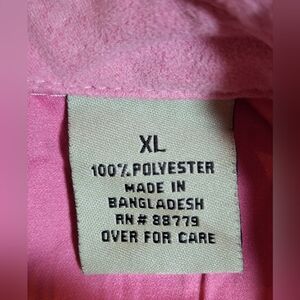 XL
100% POLYESTER
MADE IN
BANGLADESH
RN# 88779
OVER FOR CARE